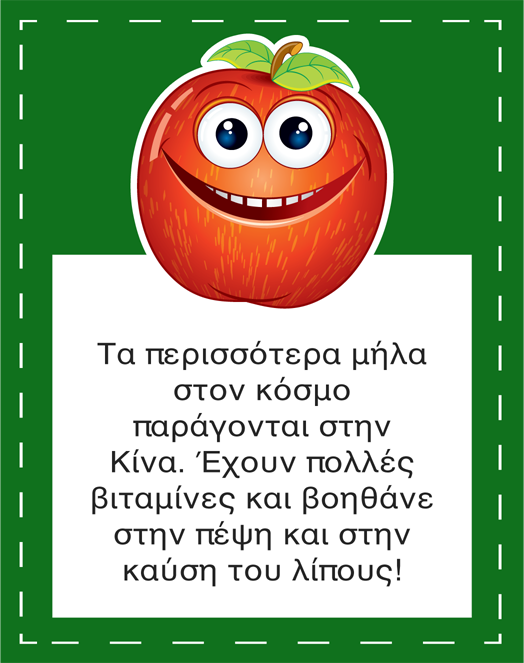 Τα περισσότερα μήλα
στον κόσμο
παράγονται στην
Κίνα. Έχουν πολλές
βιταμίνες και βοηθάνε
στην πέψη και στην
καύση του λίπους!